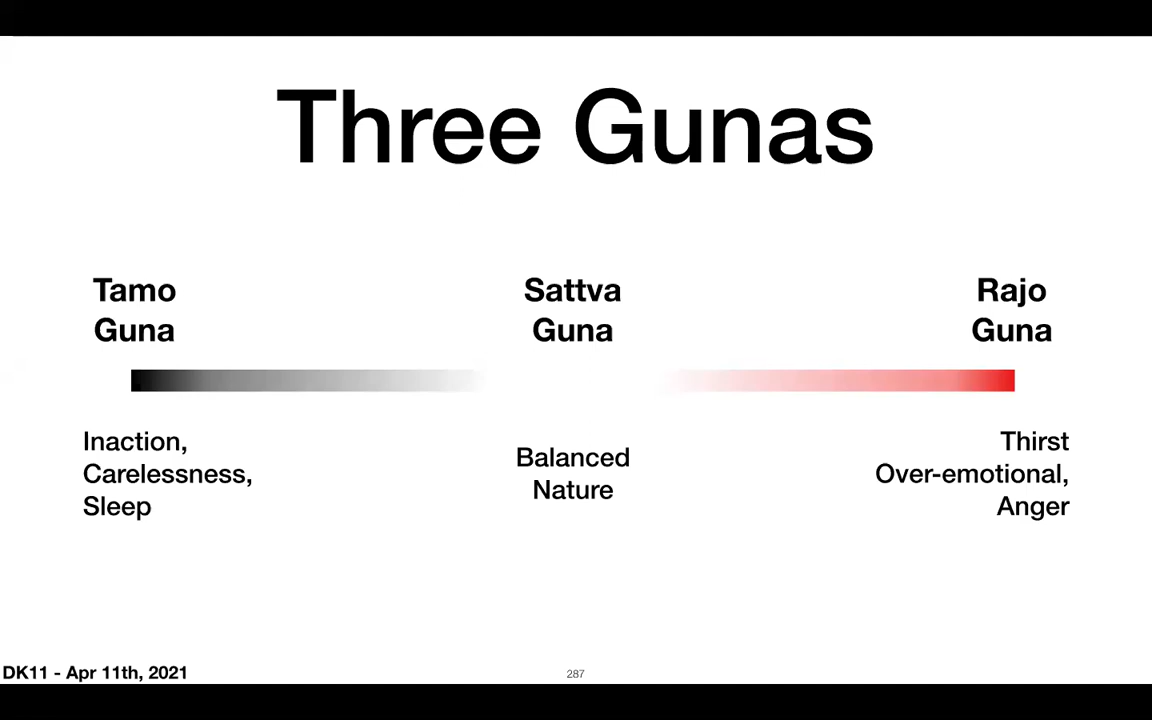 Three Gunas
Tamo
Guna
Sattva
Guna
Rajo
Guna
Inaction,
Carelessness,
Sleep
Balanced
Nature
Thirst
Over-emotional,
Anger
DK11 - Apr 11th, 2021
287